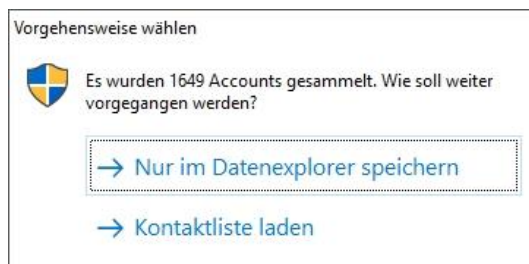 Vorgehensweise wählen
Es wurden 1649 Accounts gesammelt. Wie soll weiter
vorgegangen werden?
→ Nur im Datenexplorer speichern
→ Kontaktliste laden